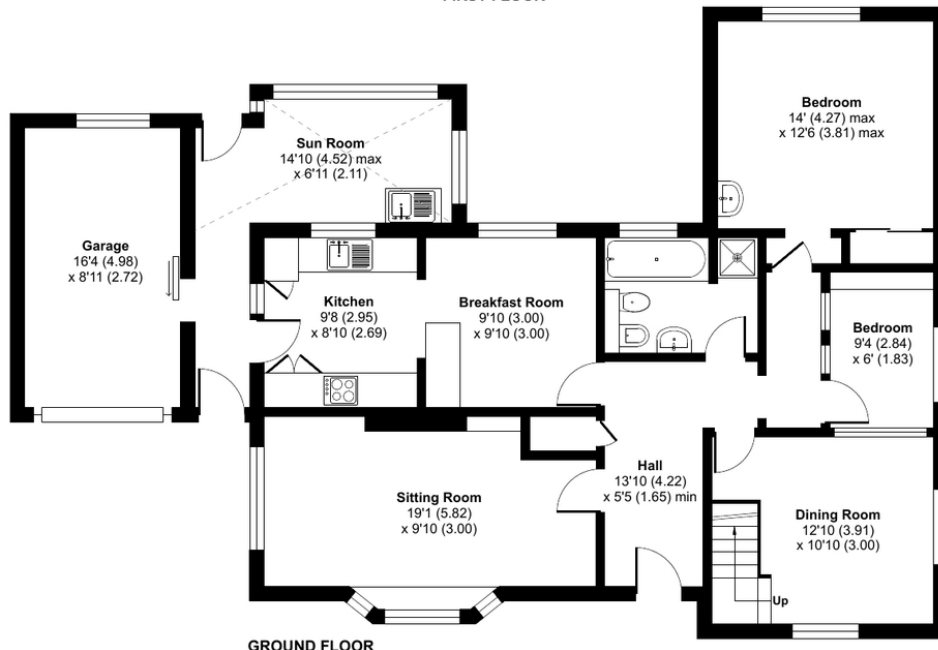 Bedroom
14' (4.27) max
x 12'6 (3.81) max
Sun Room
14'10 (4.52) max
x 6'11 (2.11)
Garage
16'4 (4.98)
x 8'11 (2.72)
Kitchen
9'8 (2.95)
x 8'10 (2.69)
Breakfast Room
9'10 (3.00)
x 9'10 (3.00)
Bedroom
9'4 (2.84)
x 6' (1.83)
Hall
13'10 (4.22)
x 5'5 (1.65) min
Sitting Room
19'1 (5.82)
x 9'10 (3.00)
Dining Room
12'10 (3.91)
x 10'10 (3.00)
Up
GROUND FLOOR